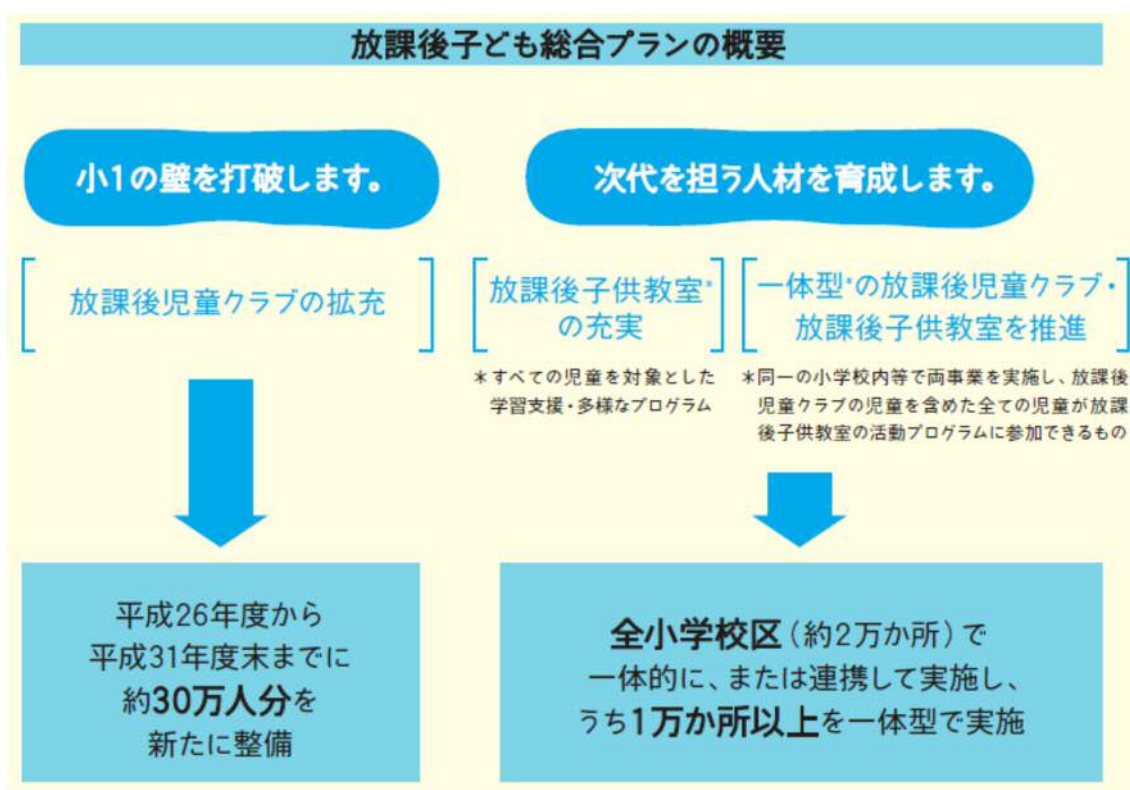 放課後子ども総合プランの概要
小1の壁を打破します。
放課後児童クラブの拡充
平成26年度から
平成31年度末までに
約30万人分を
新たに整備
次代を担う人材を育成します。
放課後子供教室*
の充実
*すべての児童を対象とした
学習支援・多様なプログラム
一体型*の放課後児童クラブ・
放課後子供教室を推進
*同一の小学校内等で両事業を実施し、放課後
児童クラブの児童を含めた全ての児童が放課
後子供教室の活動プログラムに参加できるもの
全小学校区(約2万か所)で
一体的に、または連携して実施し、
うち1万か所以上を一体型で実施